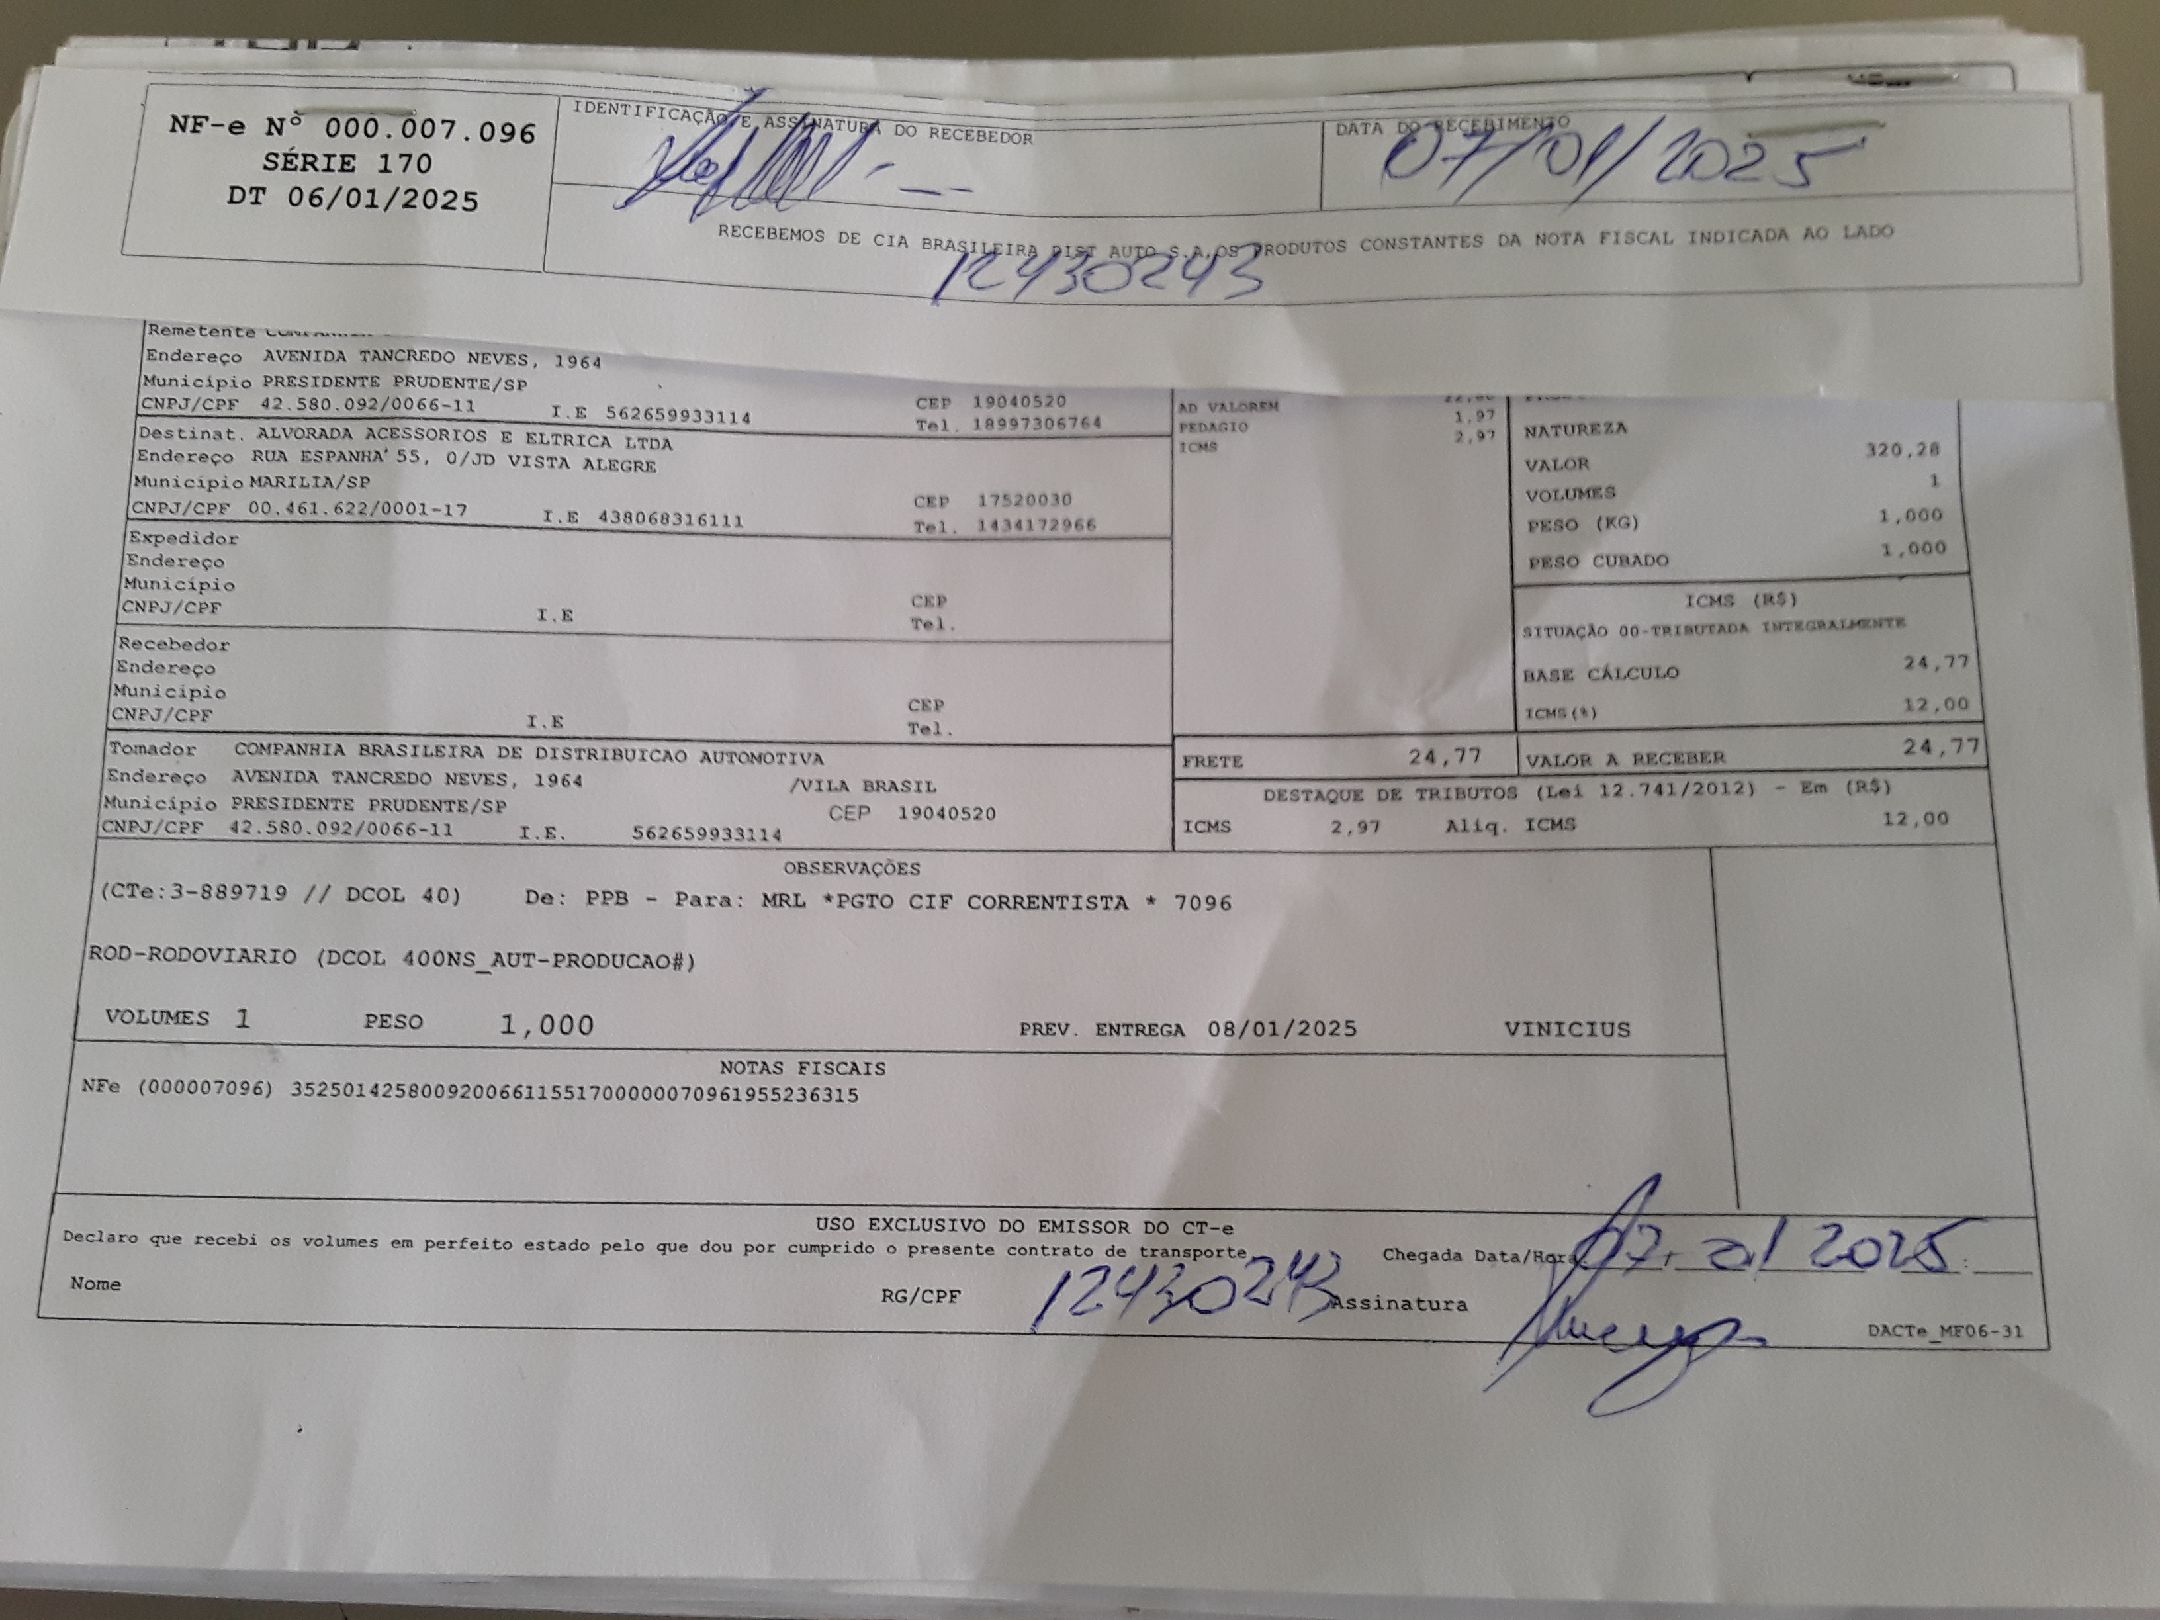 NF-e Nº 000.007.096
SÉRIE 170
DT 06/01/2025
IDENTIFICAÇÃO E ASSINATURA DO RECEBEDOR
DATA DO RECEBIMENTO
07/01/2025
RECEBEMOS DE CIA BRASILEIRA DIST AUTO S.A.OS PRODUTOS CONSTANTES DA NOTA FISCAL INDICADA AO LADO
12430243
Remetente
Endereço AVENIDA TANCREDO NEVES, 1964
Município PRESIDENTE PRUDENTE/SP
CNPJ/CPF 42.580.092/0066-11 I.E 562659933114 CEP 19040520
Tel. 18997306764
Destinat. ALVORADA ACESSORIOS E ELTRICA LTDA
Endereço RUA ESPANHA 55, 0/JD VISTA ALEGRE
Município MARILIA/SP
CNPJ/CPF 00.461.622/0001-17 I.E 438068316111 CEP 17520030
Tel. 1434172966
Expedidor
Endereço
Município
CNPJ/CPF I.E CEP
Tel.
Recebedor
Endereço
Município
CNPJ/CPF I.E CEP
Tel.
Tomador COMPANHIA BRASILEIRA DE DISTRIBUICAO AUTOMOTIVA
Endereço AVENIDA TANCREDO NEVES, 1964 /VILA BRASIL
Município PRESIDENTE PRUDENTE/SP CEP 19040520
CNPJ/CPF 42.580.092/0066-11 I.E. 562659933114
AD VALOREM
PEDAGIO 1,97
ICMS 2,97
NATUREZA
VALOR 320,28
VOLUMES 1
PESO (KG) 1,000
PESO CUBADO 1,000
ICMS (R$)
SITUAÇÃO 00-TRIBUTADA INTEGRALMENTE
BASE CÁLCULO 24,77
ICMS(%) 12,00
FRETE 24,77 VALOR A RECEBER 24,77
DESTAQUE DE TRIBUTOS (Lei 12.741/2012) - Em (R$)
ICMS 2,97 Aliq. ICMS 12,00
OBSERVAÇÕES
(CTe:3-889719 // DCOL 40) De: PPB - Para: MRL *PGTO CIF CORRENTISTA * 7096
ROD-RODOVIARIO (DCOL 400NS_AUT-PRODUCAO#)
VOLUMES 1 PESO 1,000 PREV. ENTREGA 08/01/2025 VINICIUS
NOTAS FISCAIS
NFe (000007096) 35250142580092006611551700000070961955236315
USO EXCLUSIVO DO EMISSOR DO CT-e
Declaro que recebi os volumes em perfeito estado pelo que dou por cumprido o presente contrato de transporte.
Chegada Data/Hora 07/01/2025
Nome RG/CPF 12430243 Assinatura
DACTe_MF06-31